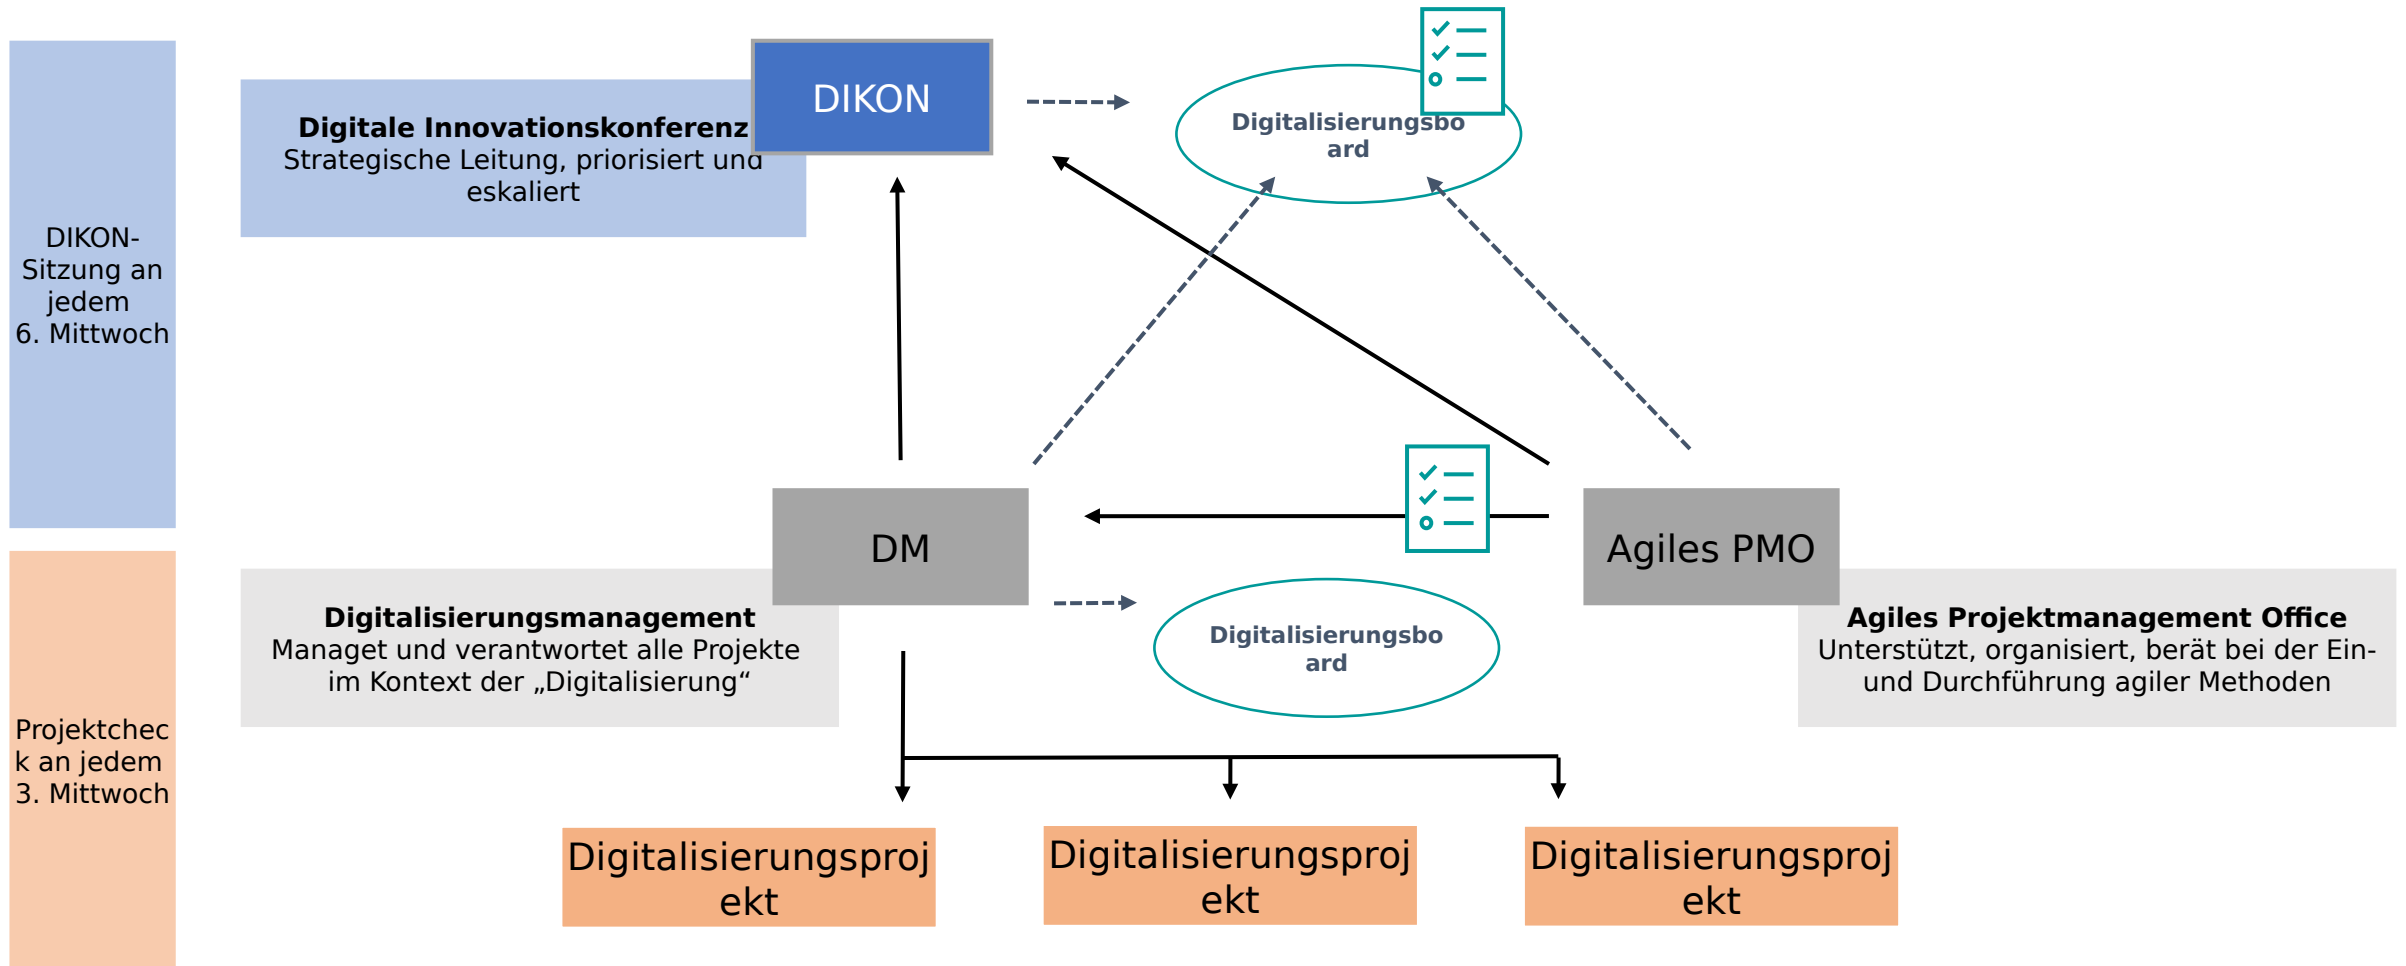 DIKON-
Sitzung an
jedem
6. Mittwoch
Digitale Innovationskonferenz
Strategische Leitung, priorisiert und
eskaliert
DIKON
Digitalisierungsbo
ard
DM
Agiles PMO
Digitalisierungsmanagement
Managet und verantwortet alle Projekte
im Kontext der „Digitalisierung“
Digitalisierungsbo
ard
Agiles Projektmanagement Office
Unterstützt, organisiert, berät bei der Ein-
und Durchführung agiler Methoden
Projektchec
k an jedem
3. Mittwoch
Digitalisierungsproj
ekt
Digitalisierungsproj
ekt
Digitalisierungsproj
ekt